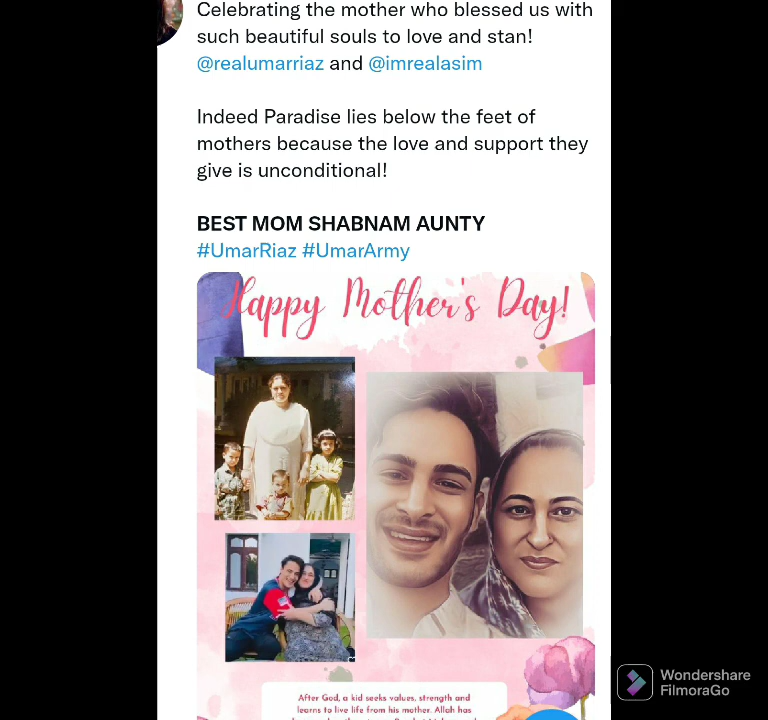 Celebrating the mother who blessed us with
such beautiful souls to love and stan!
@realumarriaz and @imrealasim
Indeed Paradise lies below the feet of
mothers because the love and support they
give is unconditional!
BEST MOM SHABNAM AUNTY
#UmarRiaz #UmarArmy
Happy Mother's Day!
After God, a kid seeks values, strength and
learns to live life from his mother. Allah has
Wondershare
FilmoraGo